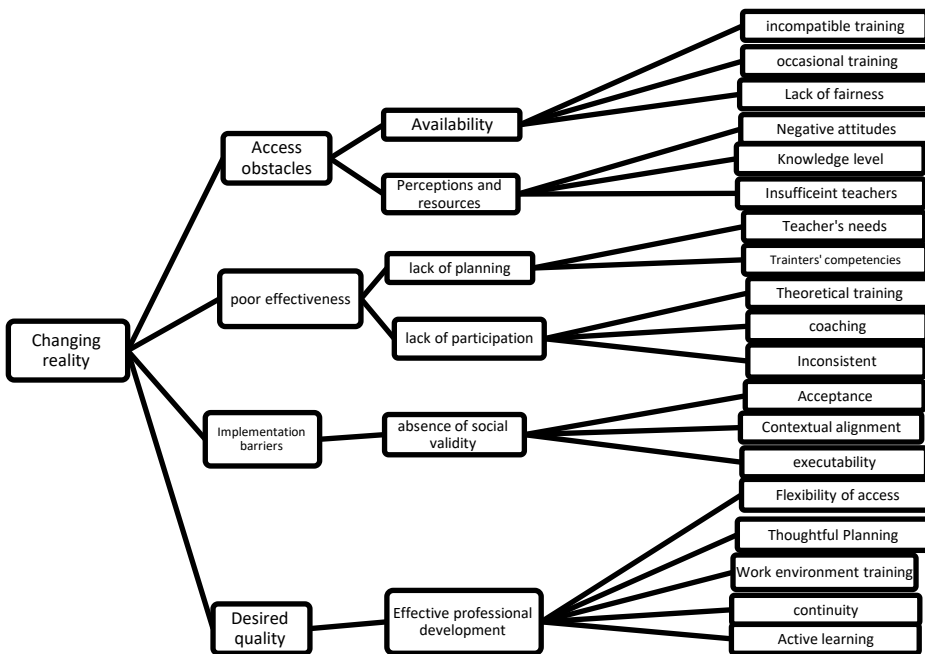 incompatible training
occasional training
Lack of fairness
Availability
Negative attitudes
Access
obstacles
Knowledge level
Perceptions and
resources
Insufficeint teachers
Teacher's needs
lack of planning
Trainters' competencies
poor effectiveness
Theoretical training
lack of participation
coaching
Changing
reality
Inconsistent
Acceptance
Implementation
barriers
absence of social
validity
Contextual alignment
executability
Flexibility of access
Thoughtful Planning
Work environment training
Desired
quality
Effective professional
development
continuity
Active learning